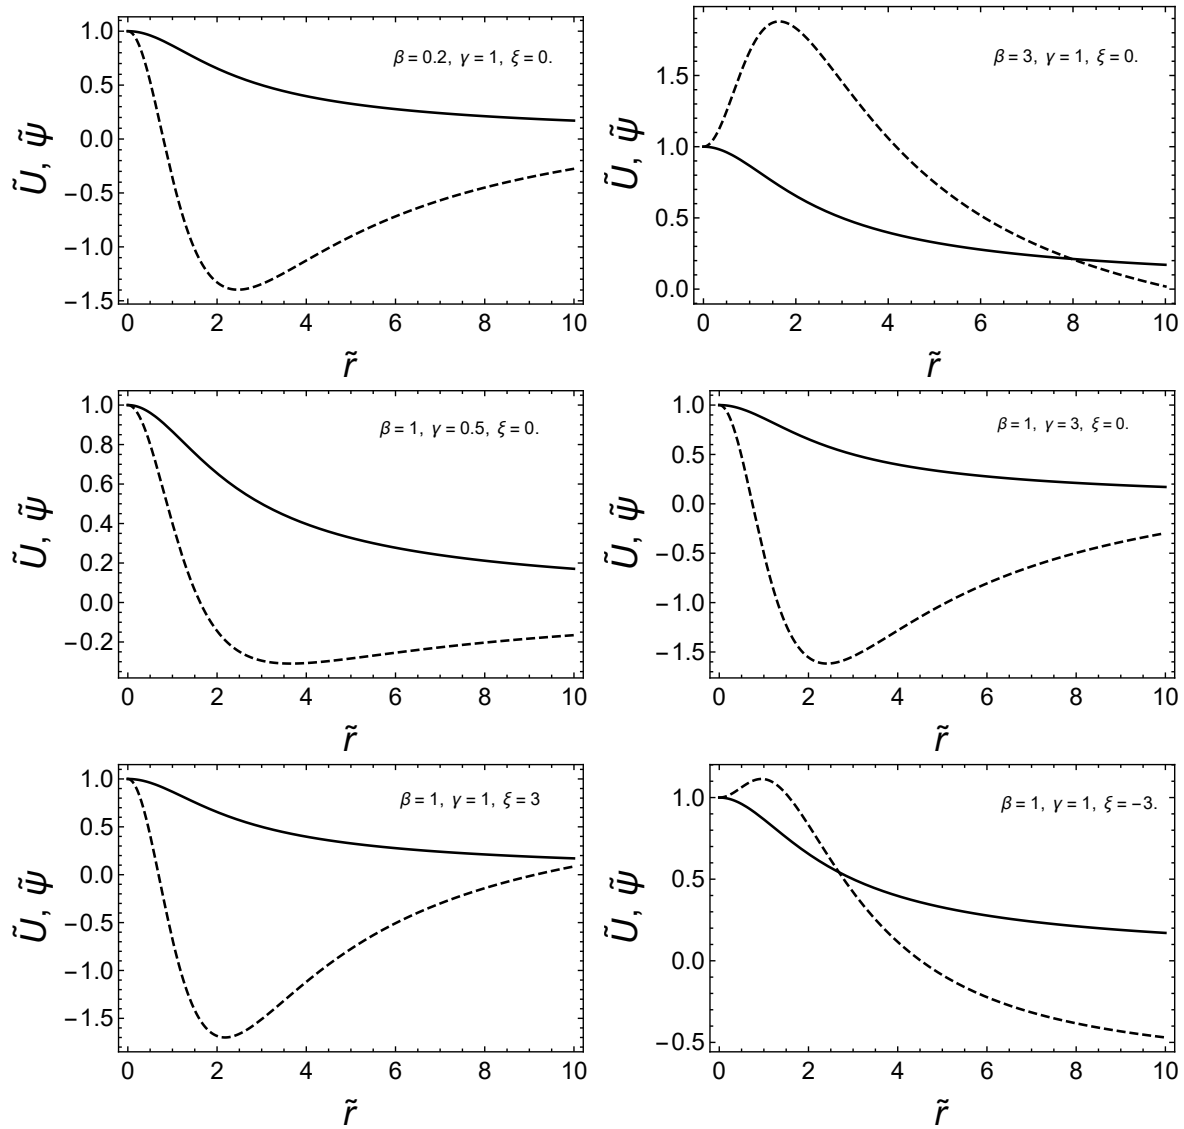 β = 0.2, γ = 1, ξ = 0.
1.0
0.5
0.0
−0.5
−1.0
−1.5
Ũ, ψ̃
0 2 4 6 8 10
r̃
β = 3, γ = 1, ξ = 0.
1.5
1.0
0.5
0.0
Ũ, ψ̃
0 2 4 6 8 10
r̃
β = 1, γ = 0.5, ξ = 0.
1.0
0.8
0.6
0.4
0.2
0.0
−0.2
Ũ, ψ̃
0 2 4 6 8 10
r̃
β = 1, γ = 3, ξ = 0.
1.0
0.5
0.0
−0.5
−1.0
−1.5
Ũ, ψ̃
0 2 4 6 8 10
r̃
β = 1, γ = 1, ξ = 3
1.0
0.5
0.0
−0.5
−1.0
−1.5
Ũ, ψ̃
0 2 4 6 8 10
r̃
β = 1, γ = 1, ξ = −3.
1.0
0.5
0.0
−0.5
Ũ, ψ̃
0 2 4 6 8 10
r̃